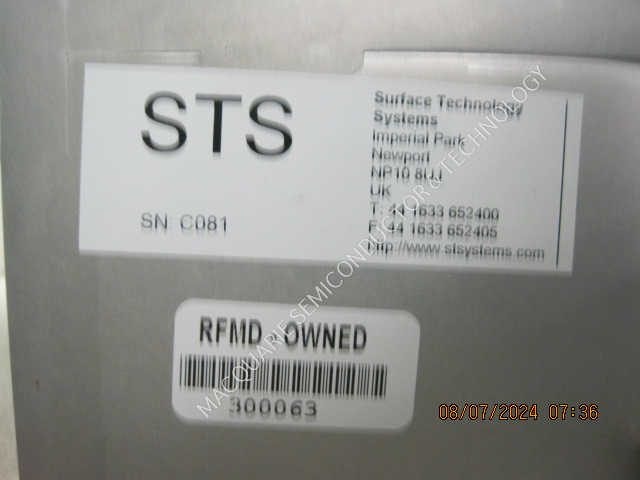 STS
SN: C081
Surface Technology
Systems
Imperial Park
Newport
NP10 8UJ
UK
T: 44 1633 652400
F: 44 1633 652405
http://www.stsystems.com
RFMD OWNED
300063
MACQUARIE SEMICONDUCTOR & TECHNOLOGY
08/07/2024 07:36